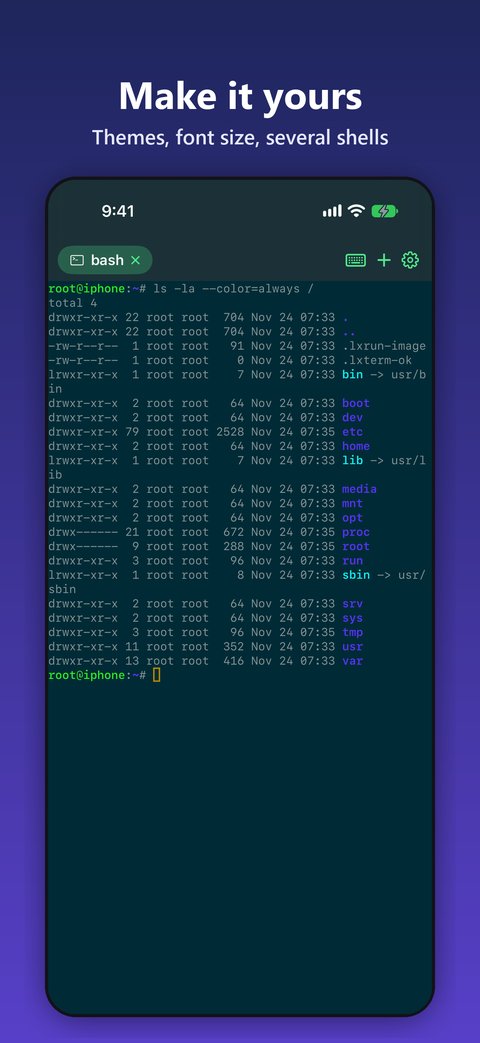 Make it yours
Themes, font size, several shells
9:41
bash
root@iphone:~# ls -la --color=always /
total 4
drwxr-xr-x 22 root root  704 Nov 24 07:33 .
drwxr-xr-x 22 root root  704 Nov 24 07:33 ..
-rw-r--r--  1 root root   91 Nov 24 07:33 .lxrun-image
-rw-r--r--  1 root root    0 Nov 24 07:33 .lxterm-ok
lrwxr-xr-x  1 root root    7 Nov 24 07:33 bin -> usr/b
in
drwxr-xr-x  2 root root   64 Nov 24 07:33 boot
drwxr-xr-x  2 root root   64 Nov 24 07:33 dev
drwxr-xr-x 79 root root 2528 Nov 24 07:35 etc
drwxr-xr-x  2 root root   64 Nov 24 07:33 home
lrwxr-xr-x  1 root root    7 Nov 24 07:33 lib -> usr/l
ib
drwxr-xr-x  2 root root   64 Nov 24 07:33 media
drwxr-xr-x  2 root root   64 Nov 24 07:33 mnt
drwxr-xr-x  2 root root   64 Nov 24 07:33 opt
drwx------ 21 root root  672 Nov 24 07:35 proc
drwx------  9 root root  288 Nov 24 07:35 root
drwxr-xr-x  3 root root   96 Nov 24 07:33 run
lrwxr-xr-x  1 root root    8 Nov 24 07:33 sbin -> usr/
sbin
drwxr-xr-x  2 root root   64 Nov 24 07:33 srv
drwxr-xr-x  2 root root   64 Nov 24 07:33 sys
drwxr-xr-x  3 root root   96 Nov 24 07:35 tmp
drwxr-xr-x 11 root root  352 Nov 24 07:33 usr
drwxr-xr-x 13 root root  416 Nov 24 07:33 var
root@iphone:~#